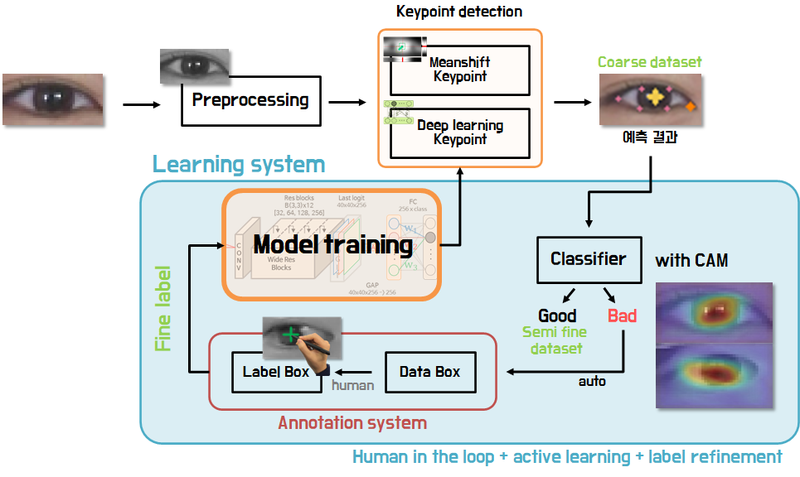 Keypoint detection
Meanshift
Keypoint
Preprocessing
Deep learning
Keypoint
Coarse dataset
예측 결과
Learning system
Res blocks
B(3,3)x12
[32, 64, 128, 256]
Last logit
40x40x256
FC
256 x class
CONV
Model training
Wide Res
Blocks
GAP
40x40x256 -> 256
Fine label
Classifier
with CAM
Good
Bad
Semi fine
dataset
auto
Label Box
human
Data Box
Annotation system
Human in the loop + active learning + label refinement